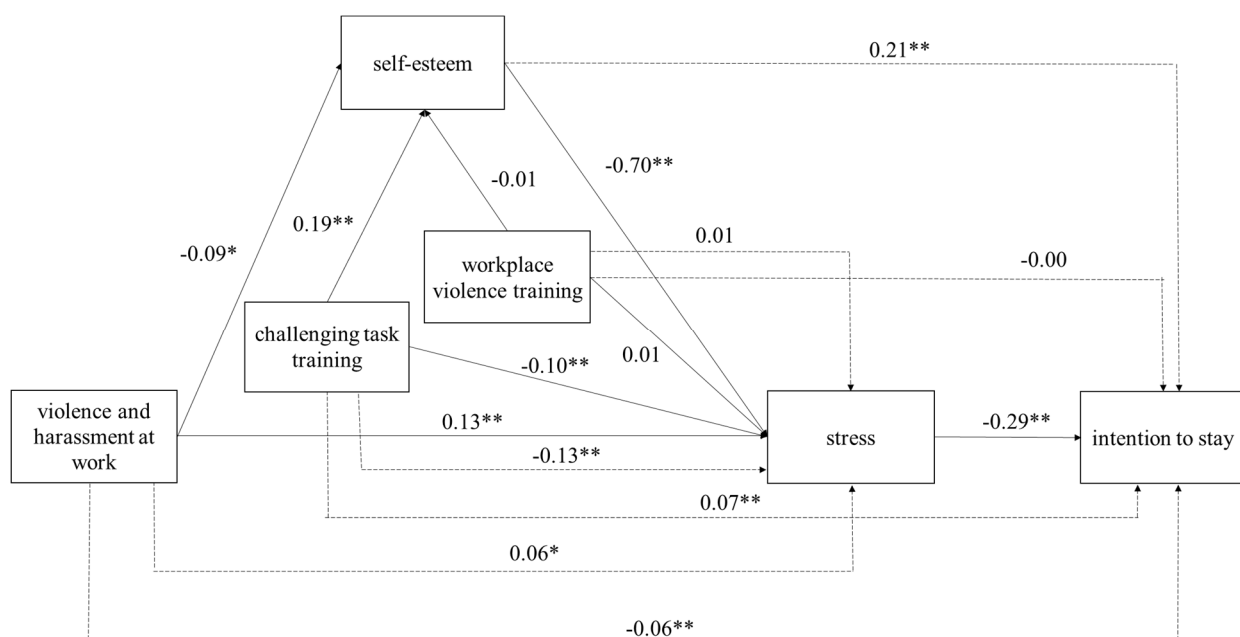 0.21**
self-esteem
-0.70**
-0.01
0.19**
0.01
-0.09*
workplace
violence training
-0.00
challenging task
training
0.01
-0.10**
violence and
harassment at
work
0.13**
stress
-0.29**
intention to stay
-0.13**
0.07**
0.06*
-0.06**